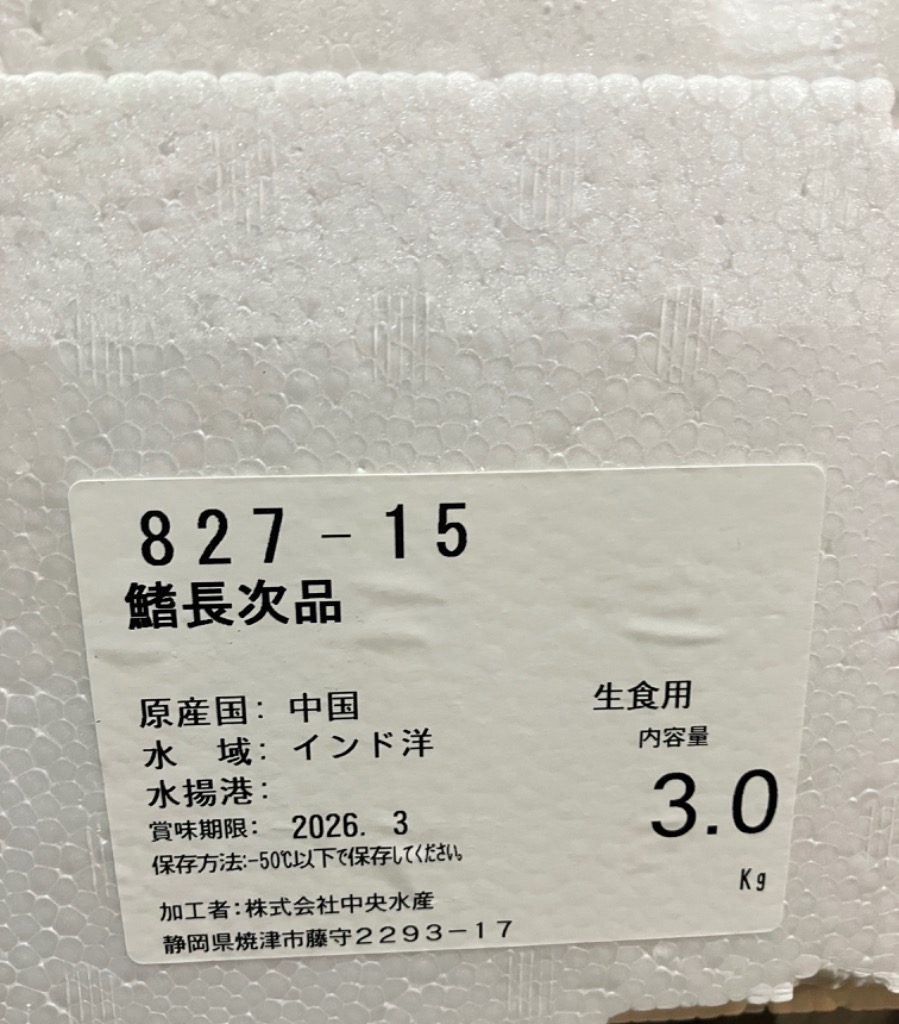 827-15
鰭長次品
原産国: 中国
生食用
水 域: インド洋
内容量
水揚港:
3.0
賞味期限: 2026. 3
保存方法:-50℃以下で保存してください。
Kg
加工者:株式会社中央水産
静岡県焼津市藤守2293-17